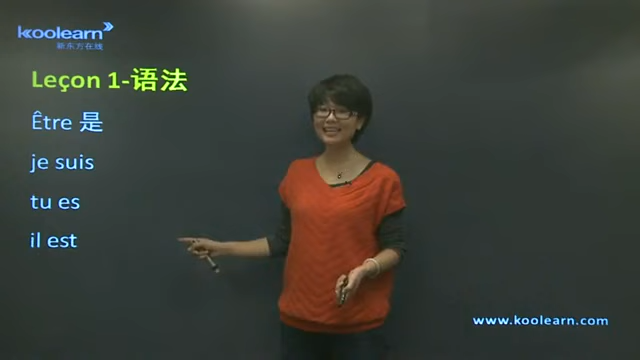 koolearn
新东方在线
Leçon 1-语法
Être 是
je suis
tu es
il est
www.koolearn.com